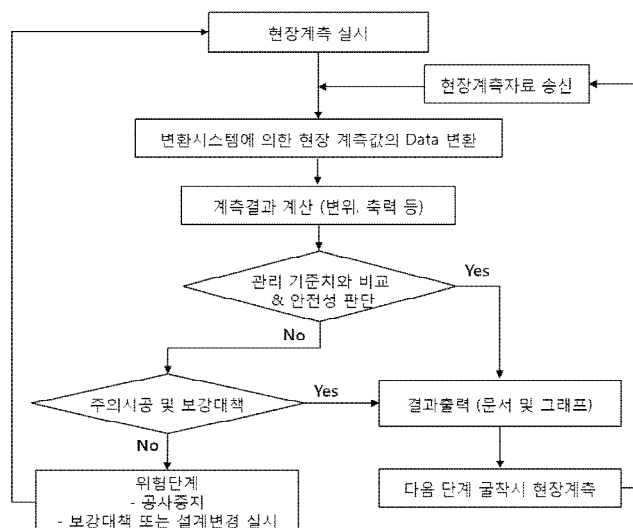 현장계측 실시
현장계측자료 송신
변환시스템에 의한 현장 계측값의 Data 변환
계측결과 계산 (변위, 축력 등)
관리 기준치와 비교
& 안전성 판단
Yes
No
주의시공 및 보강대책
Yes
결과출력 (문서 및 그래프)
No
위험단계
- 공사중지
- 보강대책 또는 설계변경 실시
다음 단계 굴착시 현장계측